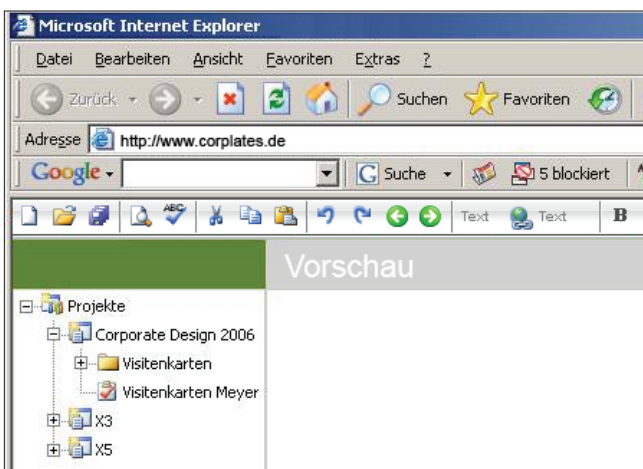 Microsoft Internet Explorer
Datei Bearbeiten Ansicht Favoriten Extras ?
Zurück Suchen Favoriten
Adresse http://www.corplates.de
Google Suche 5 blockiert
ABC Text Text B
Vorschau
Projekte
Corporate Design 2006
Visitenkarten
Visitenkarten Meyer
X3
X5